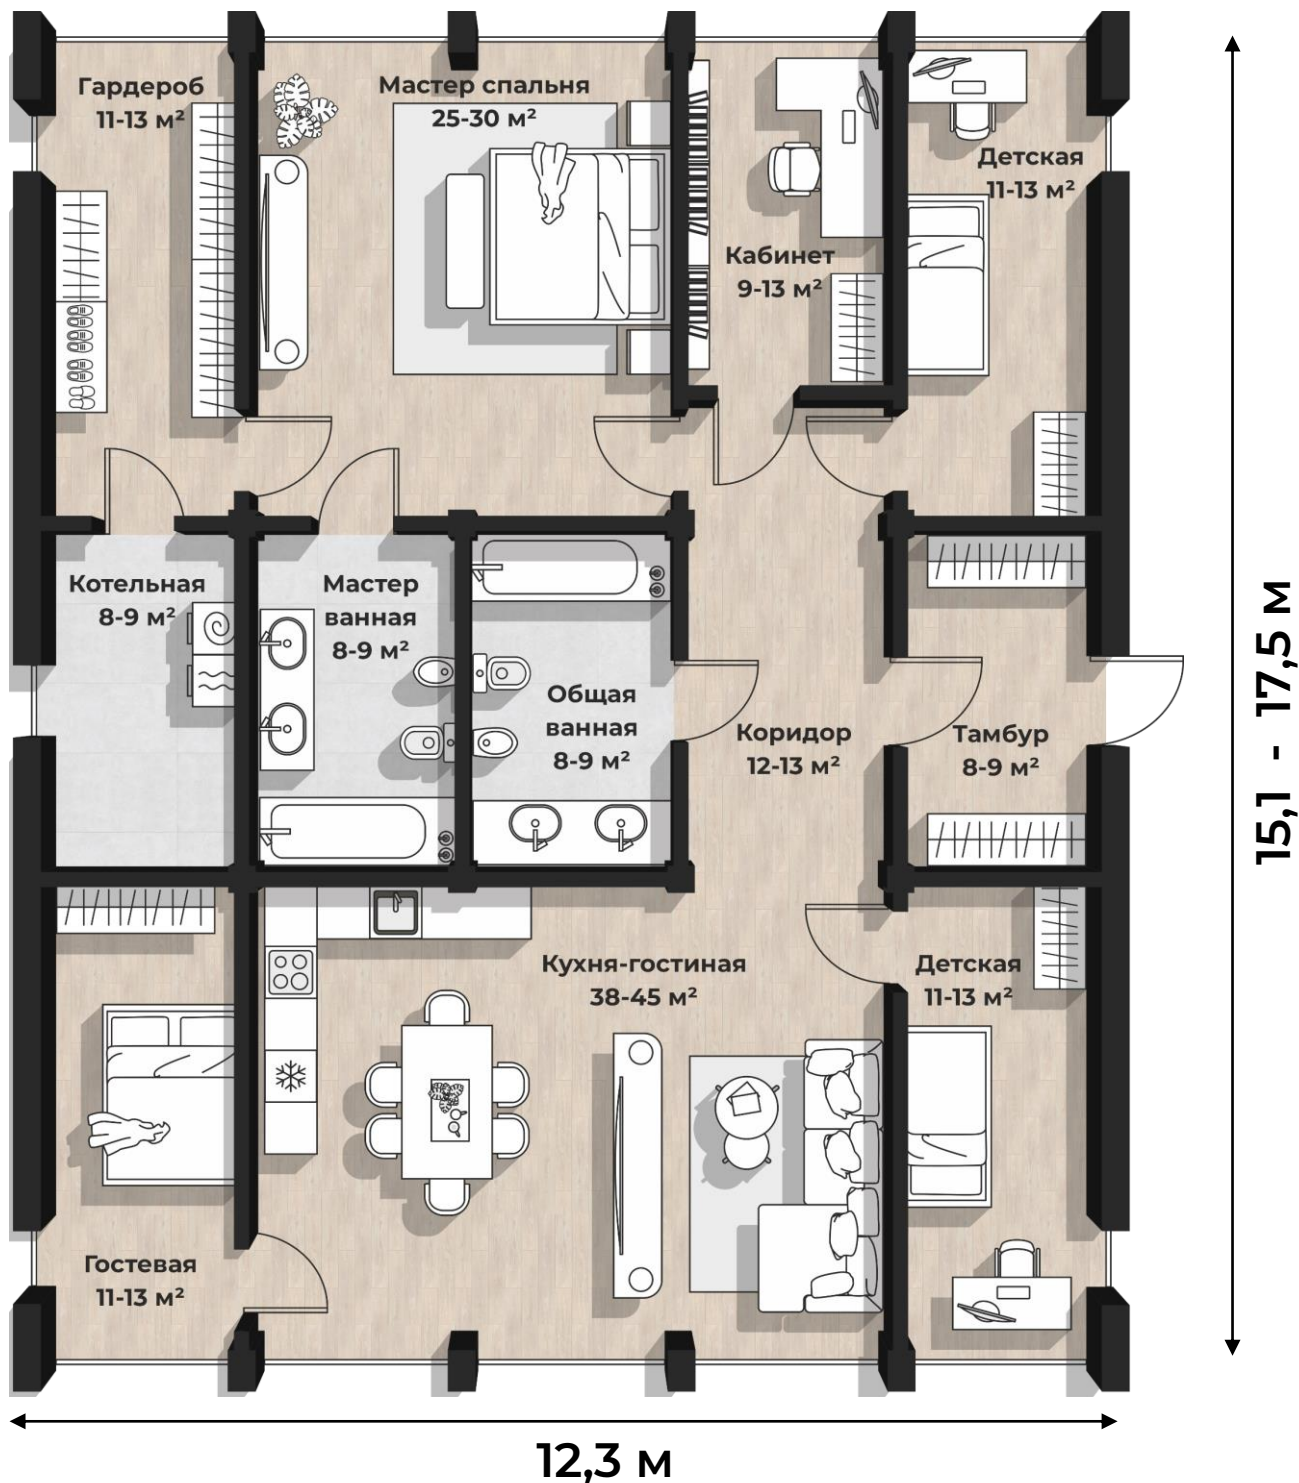 Гардероб
11-13 м²
Мастер спальня
25-30 м²
Детская
11-13 м²
Кабинет
9-13 м²
Котельная
8-9 м²
Мастер
ванная
8-9 м²
Общая
ванная
8-9 м²
Коридор
12-13 м²
Тамбур
8-9 м²
Кухня-гостиная
38-45 м²
Детская
11-13 м²
Гостевая
11-13 м²
15,1 - 17,5 м
12,3 м